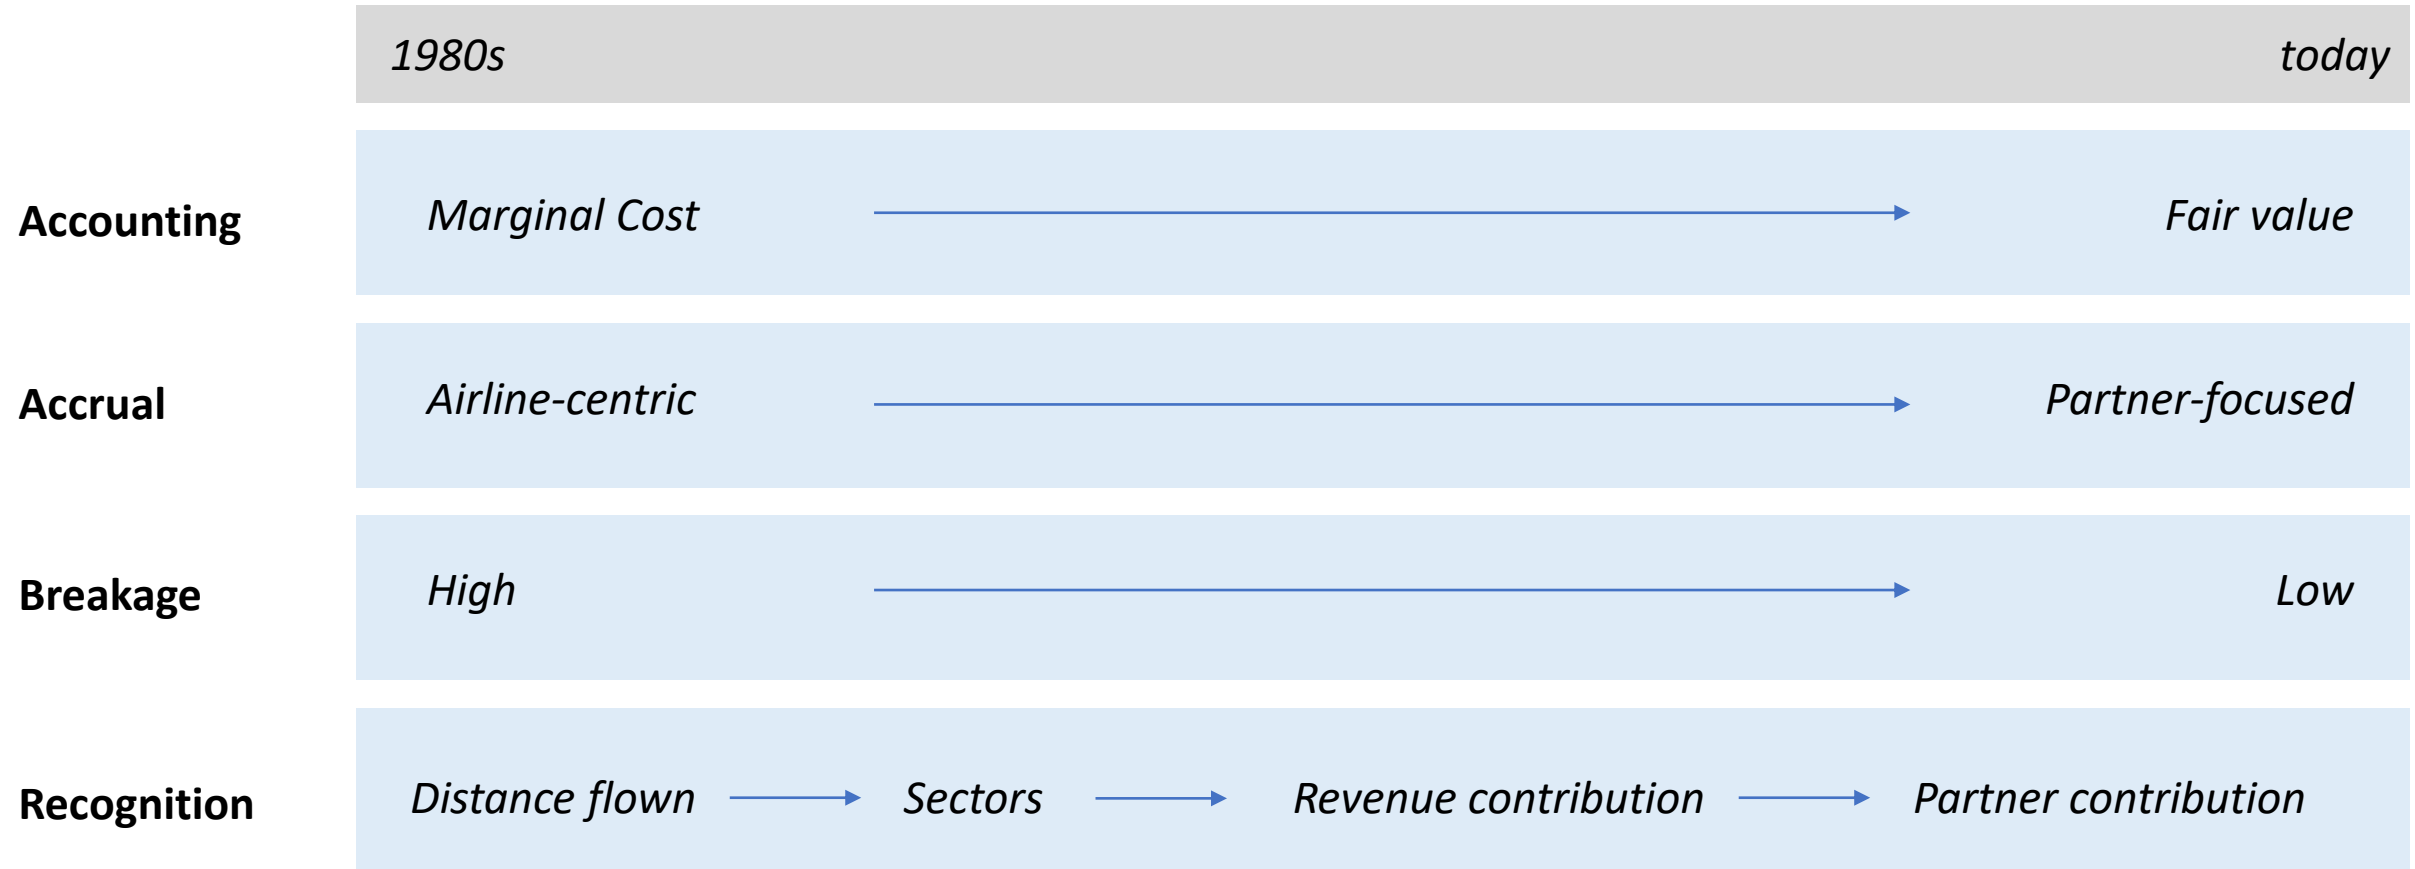 1980s today
Accounting Marginal Cost Fair value
Accrual Airline-centric Partner-focused
Breakage High Low
Recognition Distance flown Sectors Revenue contribution Partner contribution